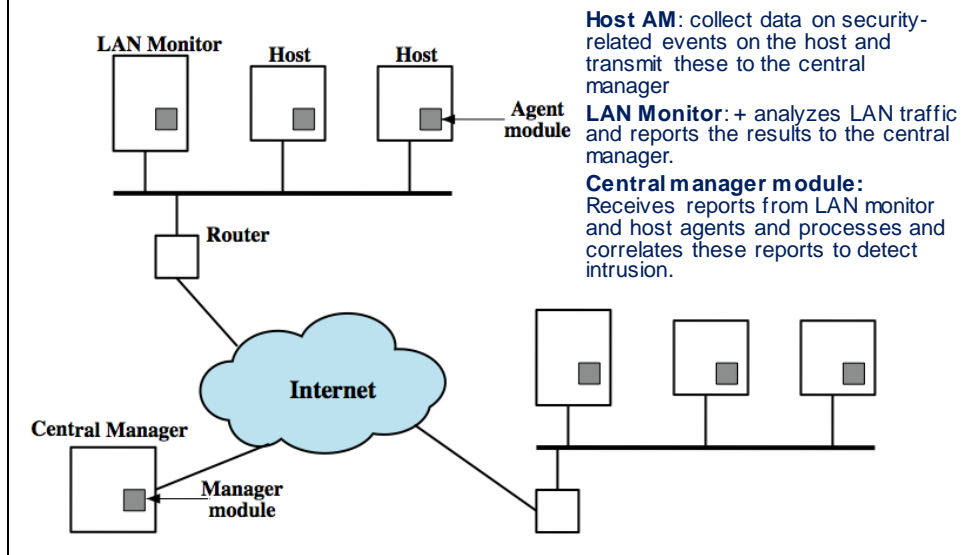 LAN Monitor
Host
Host
Agent
module
Router
Internet
Central Manager
Manager
module
Host AM: collect data on security-
related events on the host and
transmit these to the central
manager
LAN Monitor: + analyzes LAN traffic
and reports the results to the central
manager.
Central manager module:
Receives reports from LAN monitor
and host agents and processes and
correlates these reports to detect
intrusion.